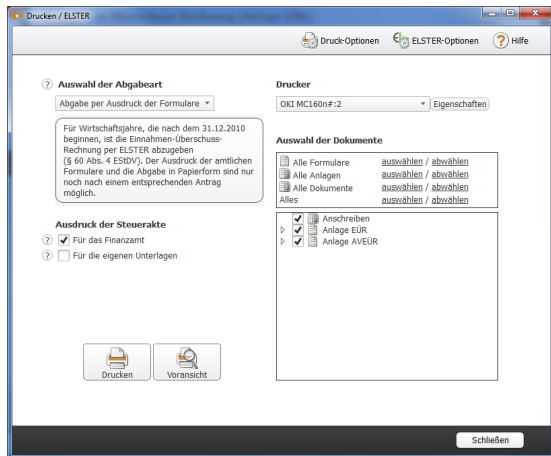 Drucken / ELSTER
Druck-Optionen
ELSTER-Optionen
? Hilfe
? Auswahl der Abgabeart
Abgabe per Ausdruck der Formulare
Für Wirtschaftsjahre, die nach dem 31.12.2010
beginnen, ist die Einnahmen-Überschuss-
Rechnung per ELSTER abzugeben
(§ 60 Abs. 4 EStDV). Der Ausdruck der amtlichen
Formulare und die Abgabe in Papierform sind nur
noch nach einem entsprechenden Antrag
möglich.
Ausdruck der Steuerakte
? Für das Finanzamt
? Für die eigenen Unterlagen
Drucken
Voransicht
Drucker
OKI MC160n#:2
Eigenschaften
Auswahl der Dokumente
Alle Formulare auswählen / abwählen
Alle Anlagen auswählen / abwählen
Alle Dokumente auswählen / abwählen
Alles auswählen / abwählen
Anschreiben
Anlage EÜR
Anlage AVEÜR
Schließen